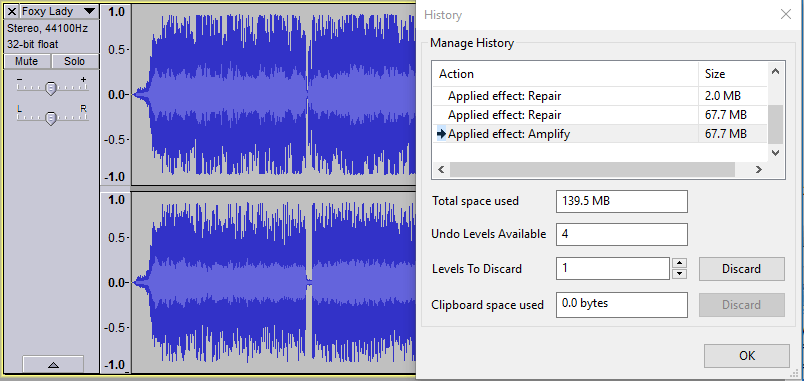 Foxy Lady
Stereo, 44100Hz
32-bit float
Mute Solo
- +
L R
1.0
0.5-
0.0-
-0.5-
-1.0
1.0
0.5-
0.0-
-0.5-
-1.0
History
Manage History
Action Size
Applied effect: Repair 2.0 MB
Applied effect: Repair 67.7 MB
Applied effect: Amplify 67.7 MB
Total space used 139.5 MB
Undo Levels Available 4
Levels To Discard 1 Discard
Clipboard space used 0.0 bytes Discard
OK